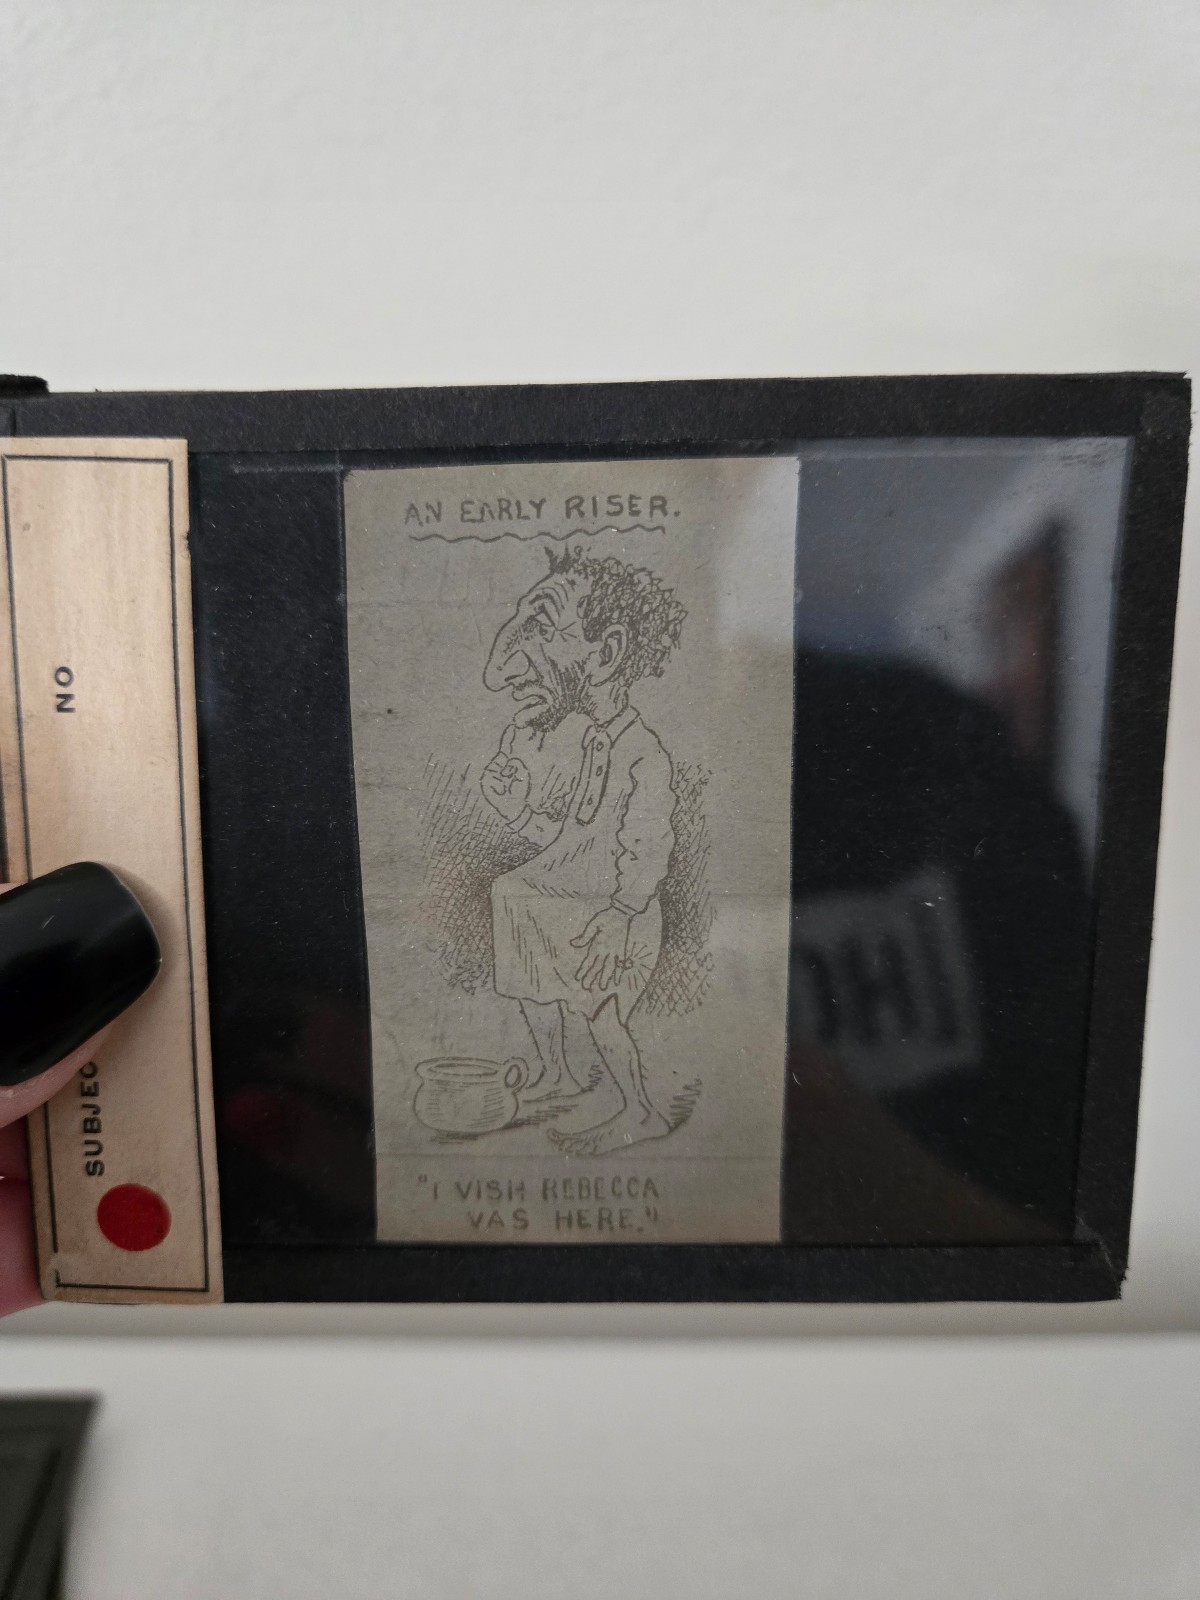 AN EARLY RISER.
"I VISH REBECCA
VAS HERE."
NO
SUBJEC